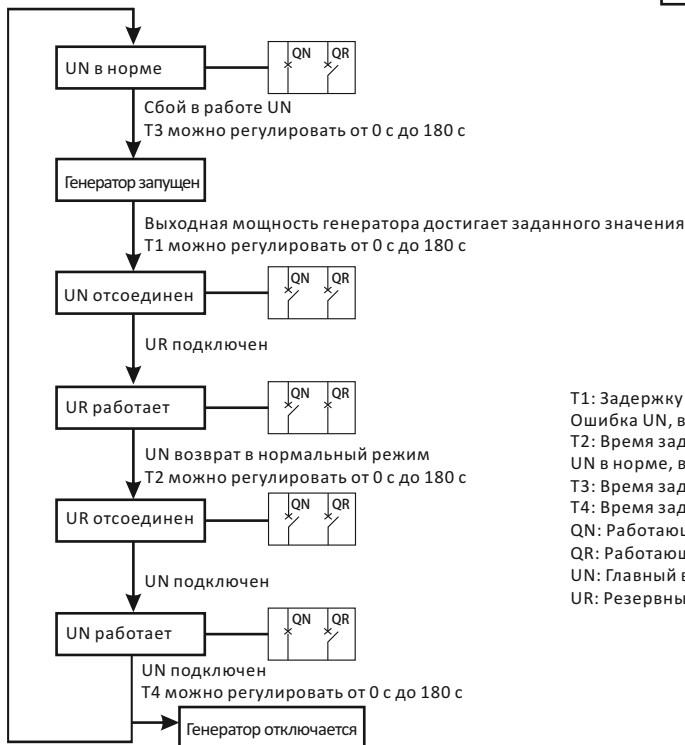 UN в норме
QN QR
Сбой в работе UN
T3 можно регулировать от 0 с до 180 с
Генератор запущен
Выходная мощность генератора достигает заданного значения
T1 можно регулировать от 0 с до 180 с
UN отсоединен
QN QR
UR подключен
UR работает
QN QR
UN возврат в нормальный режим
T2 можно регулировать от 0 с до 180 с
UR отсоединен
QN QR
UN подключен
UN работает
QN QR
UN подключен
T4 можно регулировать от 0 с до 180 с
Генератор отключается
T1: Задержку
Ошибка UN, в
T2: Время зад
UN в норме, в
T3: Время зад
T4: Время зад
QN: Работаю
QR: Работаю
UN: Главный в
UR: Резервны